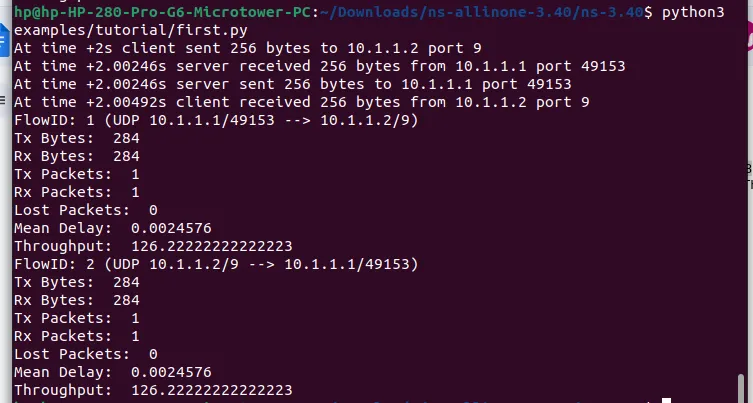 hp@hp-HP-280-Pro-G6-Microtower-PC:~/Downloads/ns-allinone-3.40/ns-3.40$ python3
examples/tutorial/first.py
At time +2s client sent 256 bytes to 10.1.1.2 port 9
At time +2.00246s server received 256 bytes from 10.1.1.1 port 49153
At time +2.00246s server sent 256 bytes to 10.1.1.1 port 49153
At time +2.00492s client received 256 bytes from 10.1.1.2 port 9
FlowID: 1 (UDP 10.1.1.1/49153 --> 10.1.1.2/9)
Tx Bytes:  284
Rx Bytes:  284
Tx Packets:  1
Rx Packets:  1
Lost Packets:  0
Mean Delay:  0.0024576
Throughput:  126.22222222222223
FlowID: 2 (UDP 10.1.1.2/9 --> 10.1.1.1/49153)
Tx Bytes:  284
Rx Bytes:  284
Tx Packets:  1
Rx Packets:  1
Lost Packets:  0
Mean Delay:  0.0024576
Throughput:  126.22222222222223